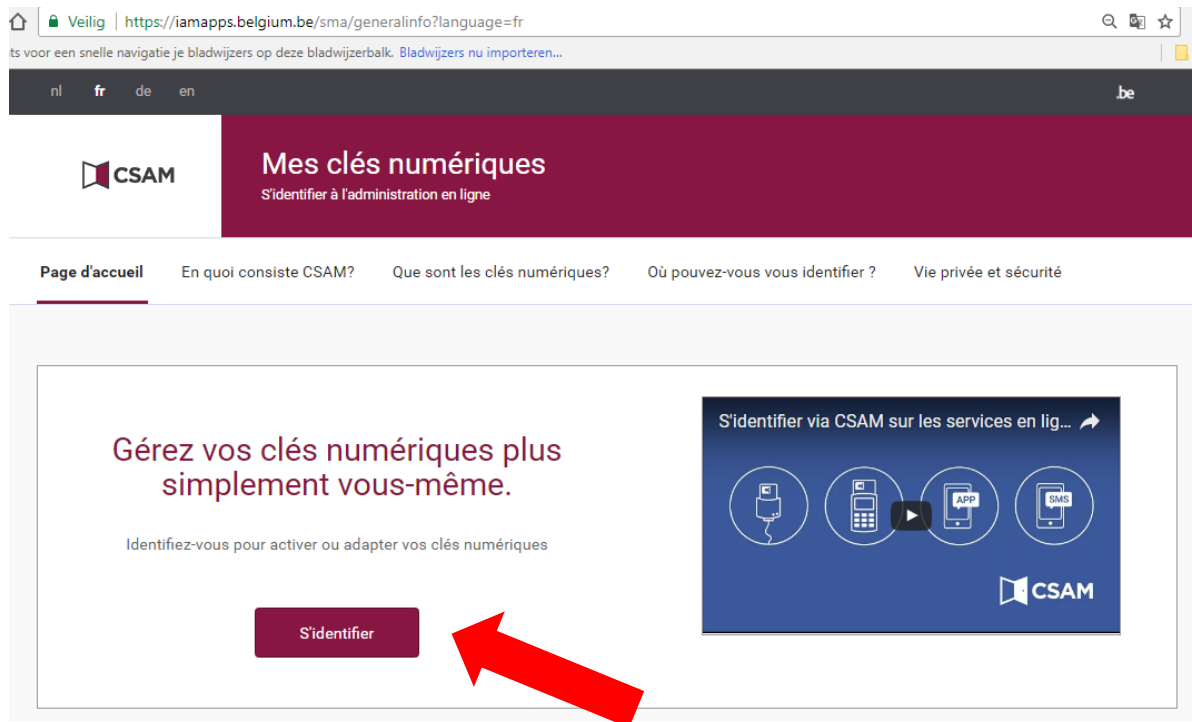 Veilig | https://iamapps.belgium.be/sma/generalinfo?language=fr
ts voor een snelle navigatie je bladwijzers op deze bladwijzerbalk. Bladwijzers nu importeren...
nl fr de en .be
CSAM
Mes clés numériques
S'identifier à l'administration en ligne
Page d'accueil En quoi consiste CSAM? Que sont les clés numériques? Où pouvez-vous vous identifier ? Vie privée et sécurité
Gérez vos clés numériques plus
simplement vous-même.
Identifiez-vous pour activer ou adapter vos clés numériques
S'identifier
S'identifier via CSAM sur les services en lig...
APP SMS
CSAM